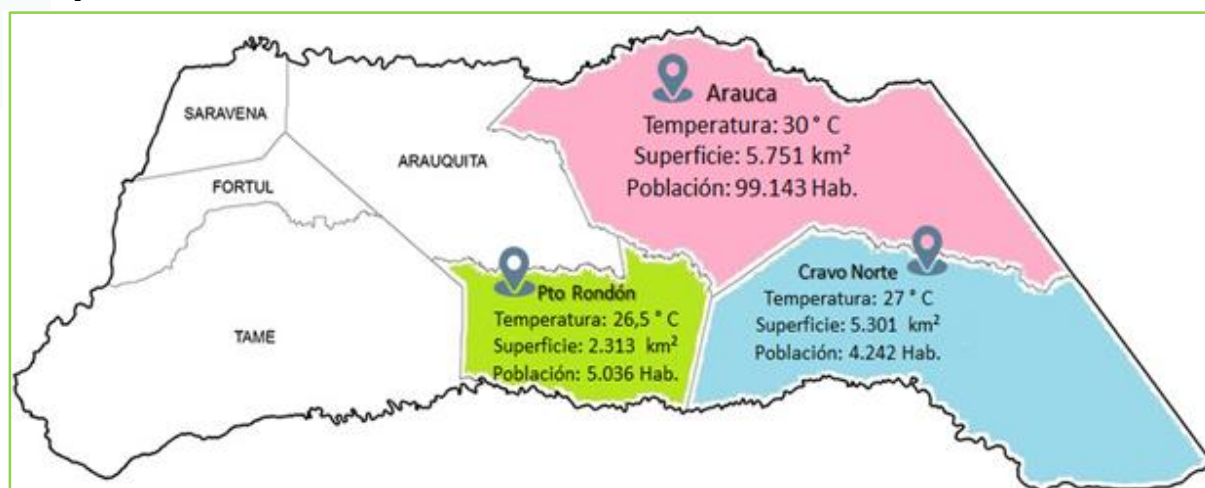 SARAVENA
FORTUL
ARAUQUITA
TAME
Arauca
Temperatura: 30 ° C
Superficie: 5.751 km²
Población: 99.143 Hab.
Pto Rondón
Temperatura: 26,5 ° C
Superficie: 2.313 km²
Población: 5.036 Hab.
Cravo Norte
Temperatura: 27 ° C
Superficie: 5.301 km²
Población: 4.242 Hab.